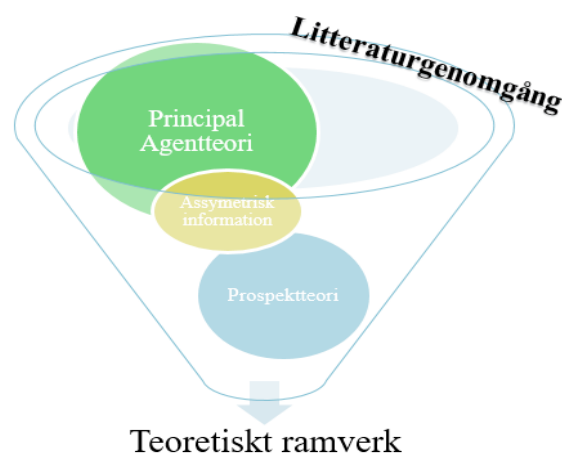 Litteraturgenomgång
Principal
Agentteori
Assymetrisk
information
Prospektteori
Teoretiskt ramverk